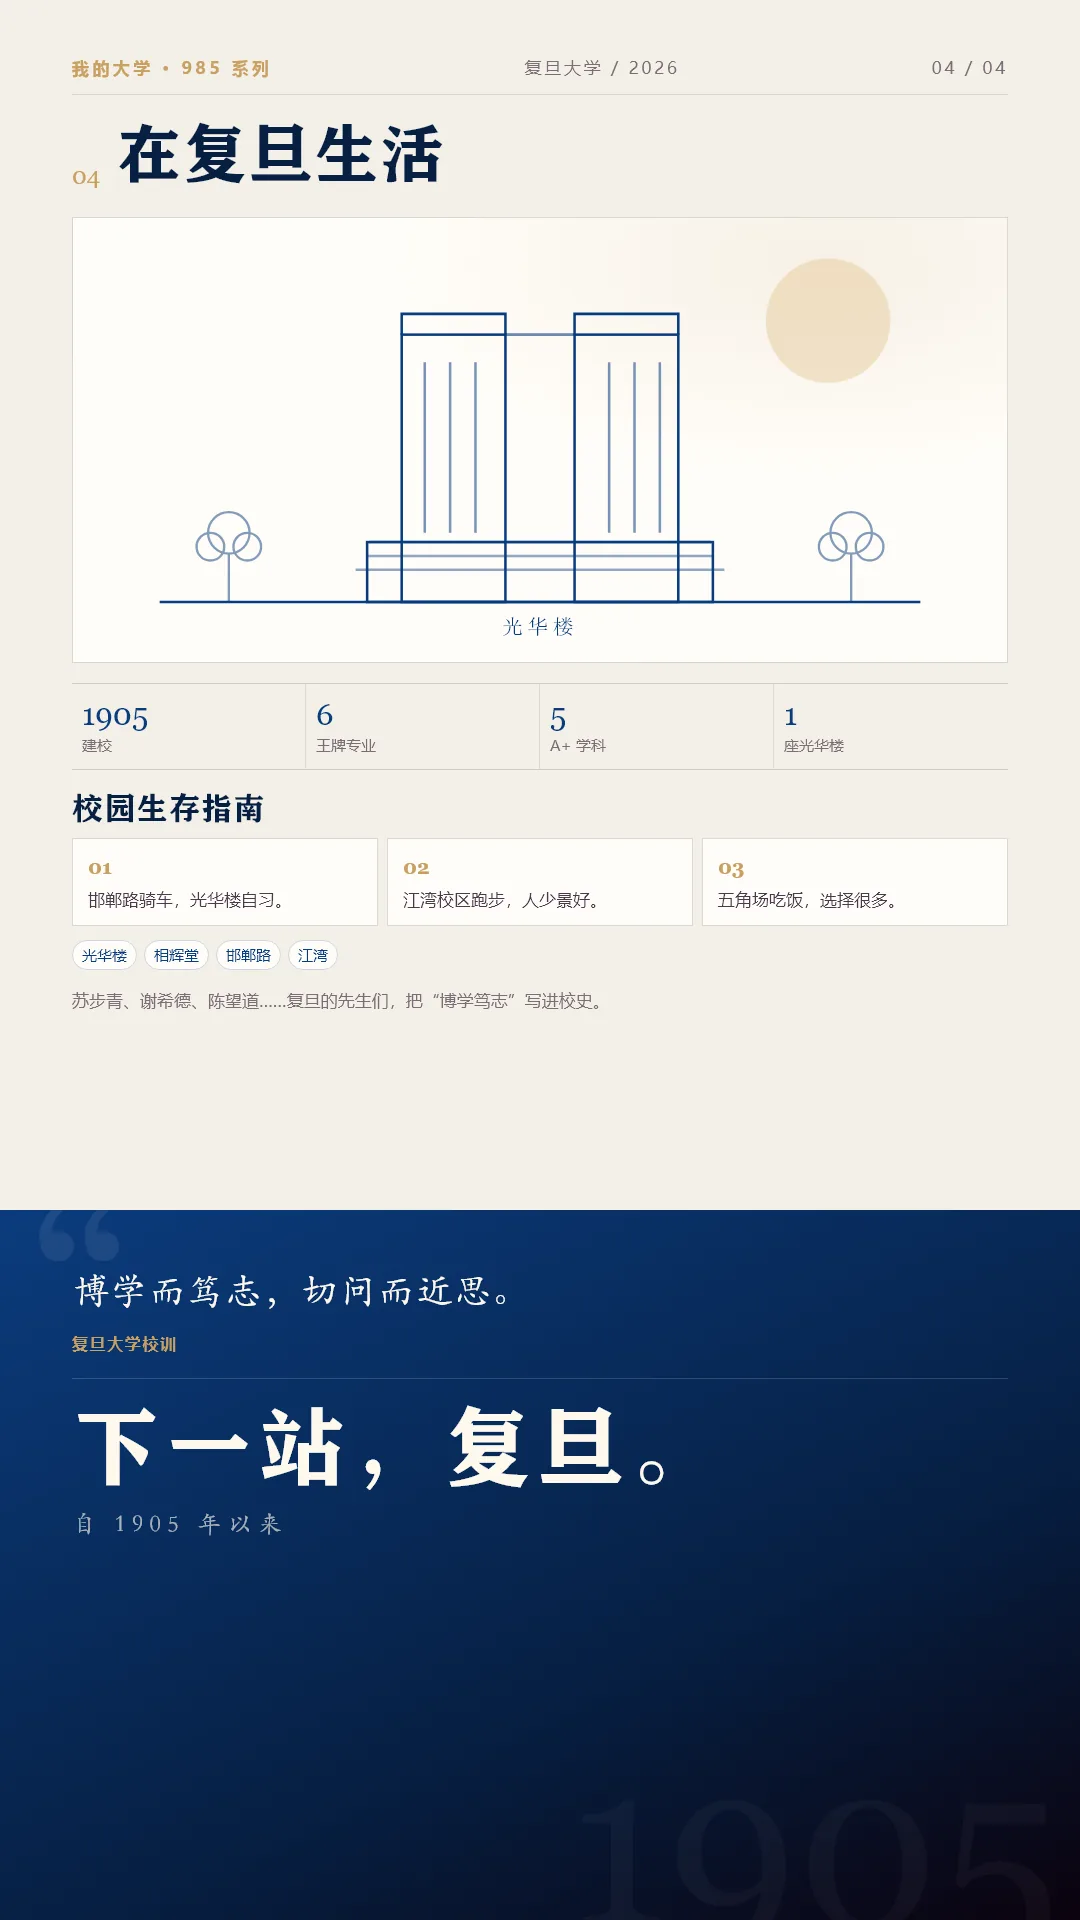 我的大学 · 985 系列
复旦大学 / 2026
04 / 04
04 在复旦生活
光华楼
1905
建校
6
王牌专业
5
A+ 学科
1
座光华楼
校园生存指南
01
邯郸路骑车，光华楼自习。
02
江湾校区跑步，人少景好。
03
五角场吃饭，选择很多。
光华楼
相辉堂
邯郸路
江湾
苏步青、谢希德、陈望道……复旦的先生们，把“博学笃志”写进校史。
“
博学而笃志，切问而近思。
复旦大学校训
下一站，复旦。
自 1905 年以来
1905